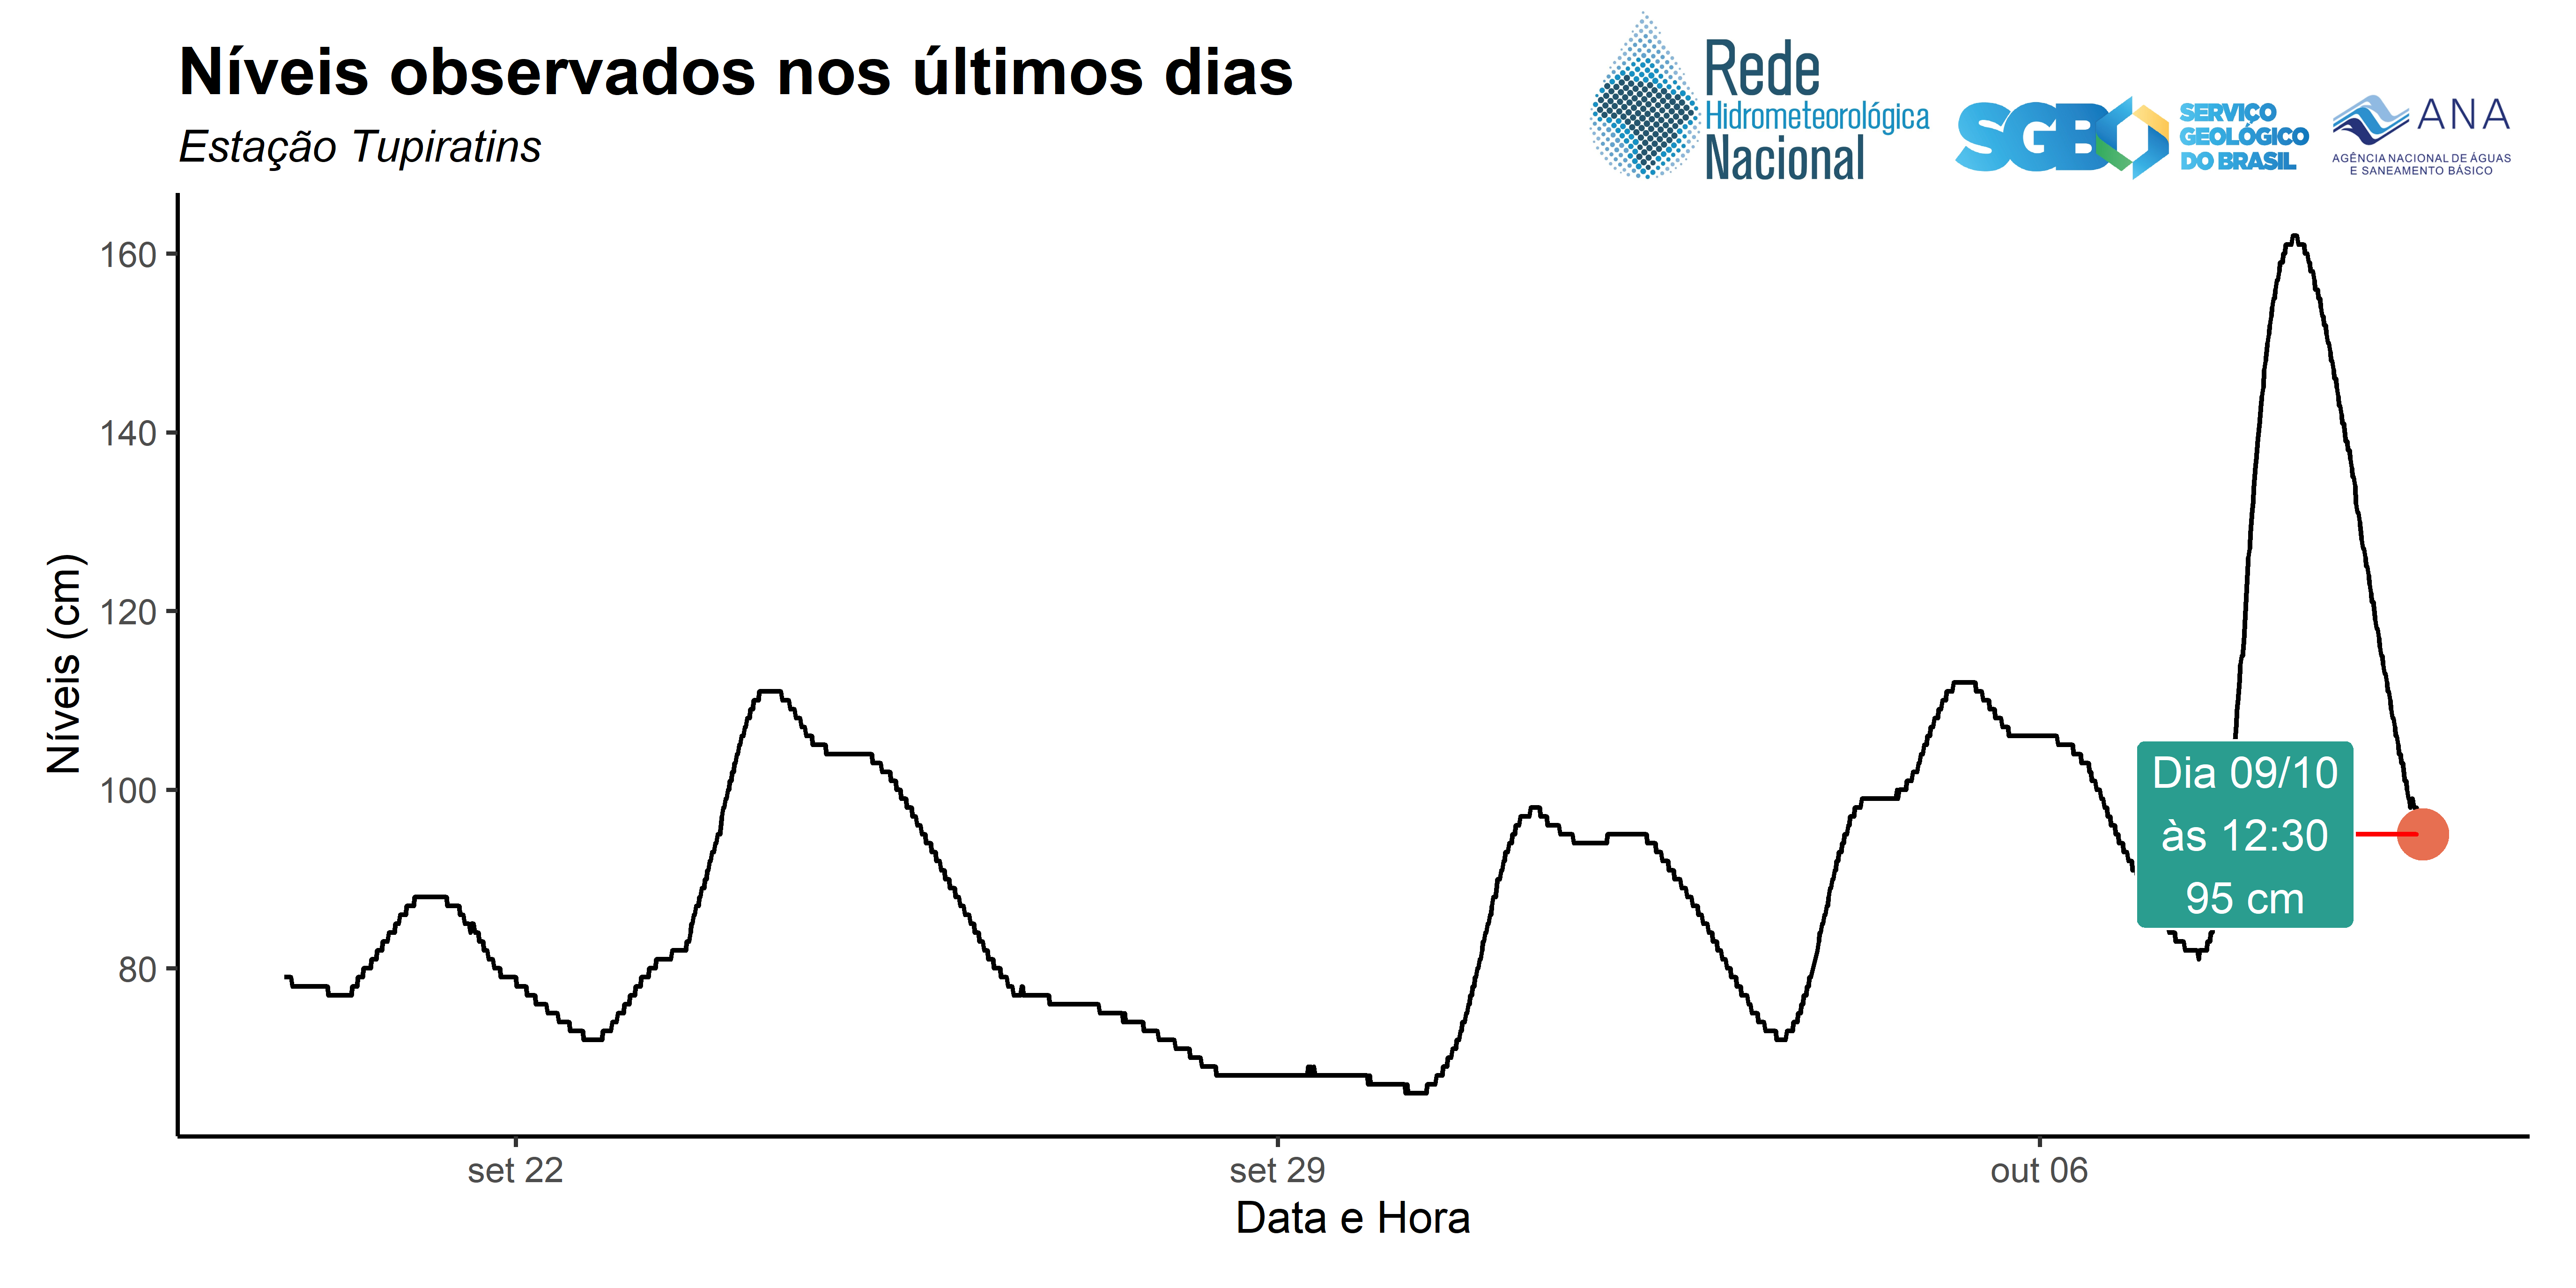 Níveis observados nos últimos dias
Estação Tupiratins
Rede
Hidrometeorológica
Nacional
SGB
SERVIÇO
GEOLÓGICO
DO BRASIL
ANA
AGÊNCIA NACIONAL DE ÁGUAS
E SANEAMENTO BÁSICO
Níveis (cm)
160
140
120
100
80
Dia 09/10
às 12:30
95 cm
set 22
set 29
out 06
Data e Hora